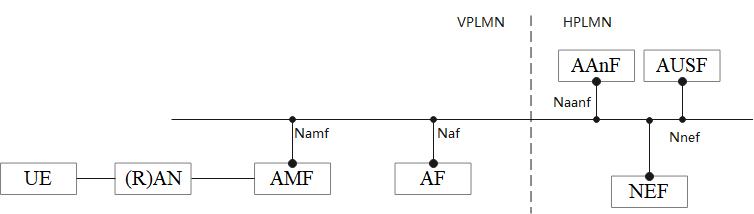 VPLMN
HPLMN
AAnF
AUSF
Naanf
Namf
Naf
Nnef
UE
(R)AN
AMF
AF
NEF